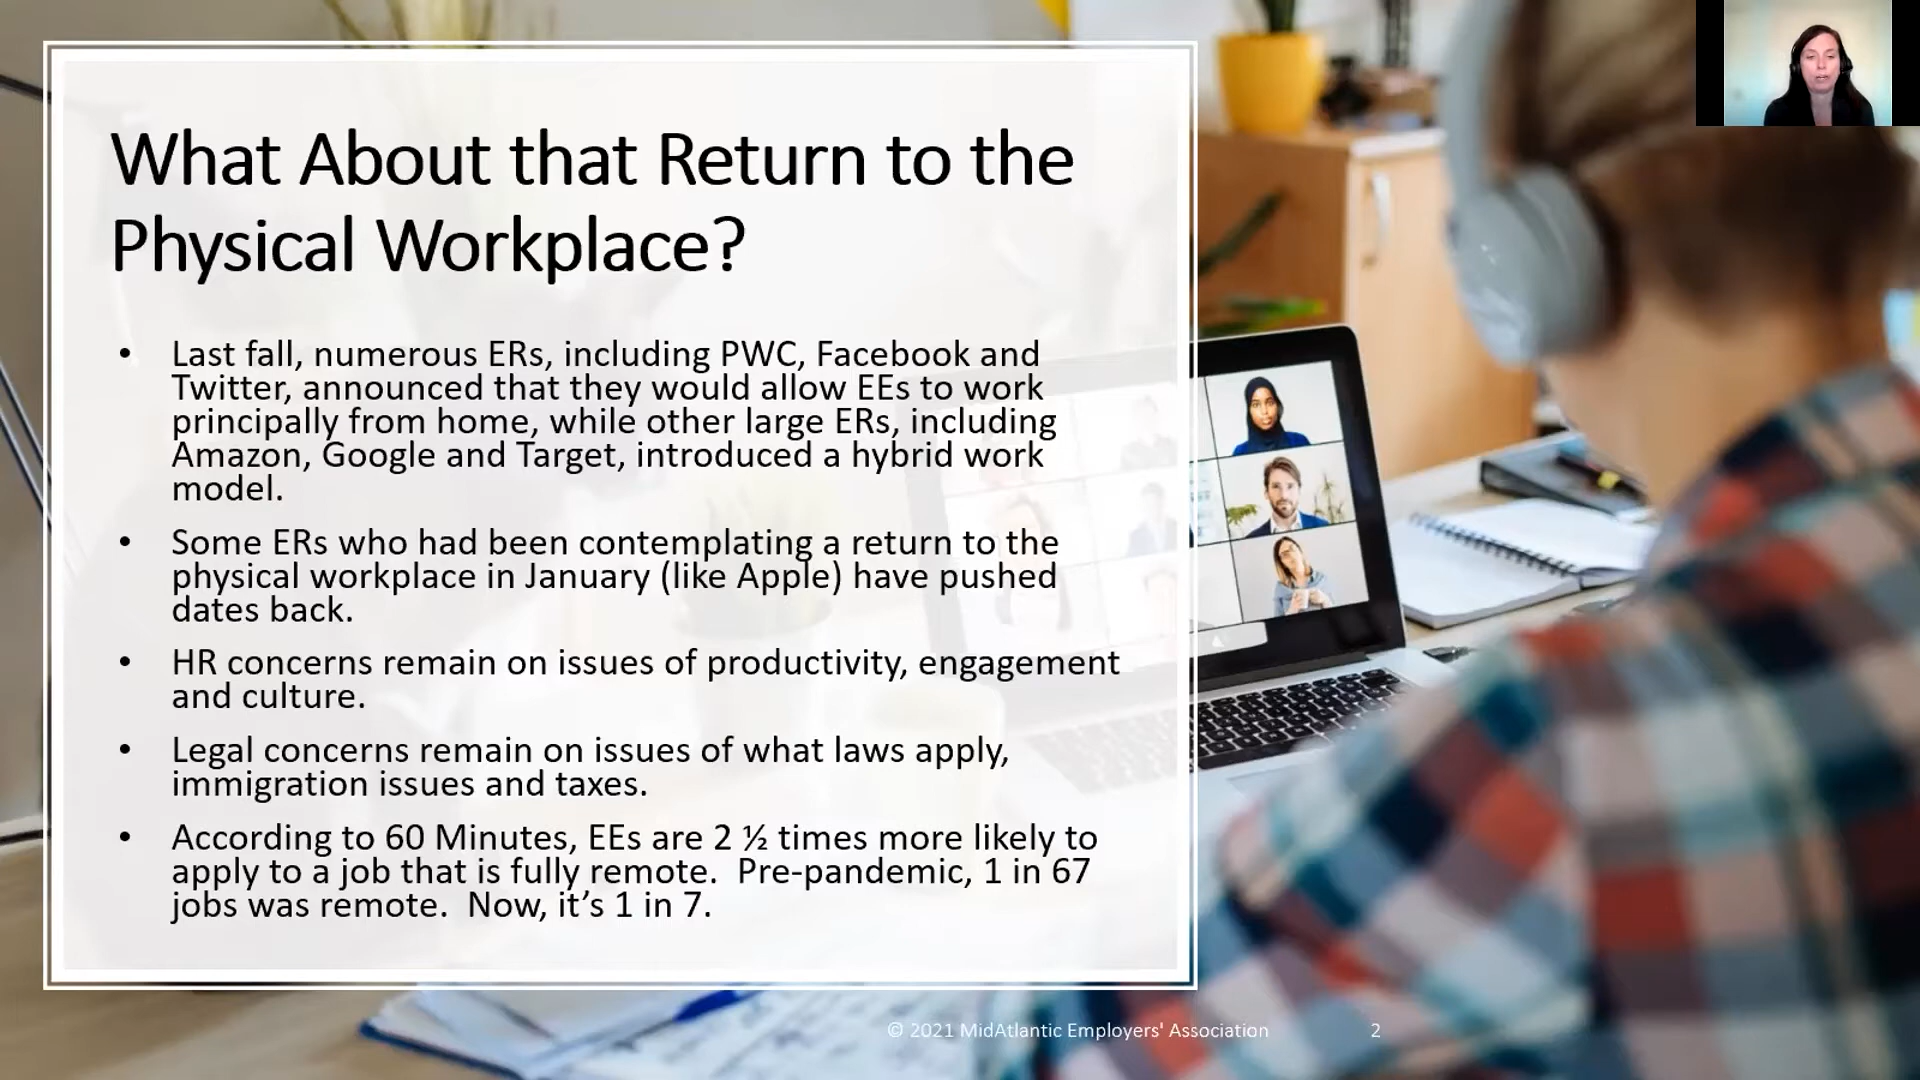 What About that Return to the
Physical Workplace?
• Last fall, numerous ERs, including PWC, Facebook and
Twitter, announced that they would allow EEs to work
principally from home, while other large ERs, including
Amazon, Google and Target, introduced a hybrid work
model.
• Some ERs who had been contemplating a return to the
physical workplace in January (like Apple) have pushed
dates back.
• HR concerns remain on issues of productivity, engagement
and culture.
• Legal concerns remain on issues of what laws apply,
immigration issues and taxes.
• According to 60 Minutes, EEs are 2 ½ times more likely to
apply to a job that is fully remote.  Pre-pandemic, 1 in 67
jobs was remote.  Now, it’s 1 in 7.
© 2021 MidAtlantic Employers' Association 2